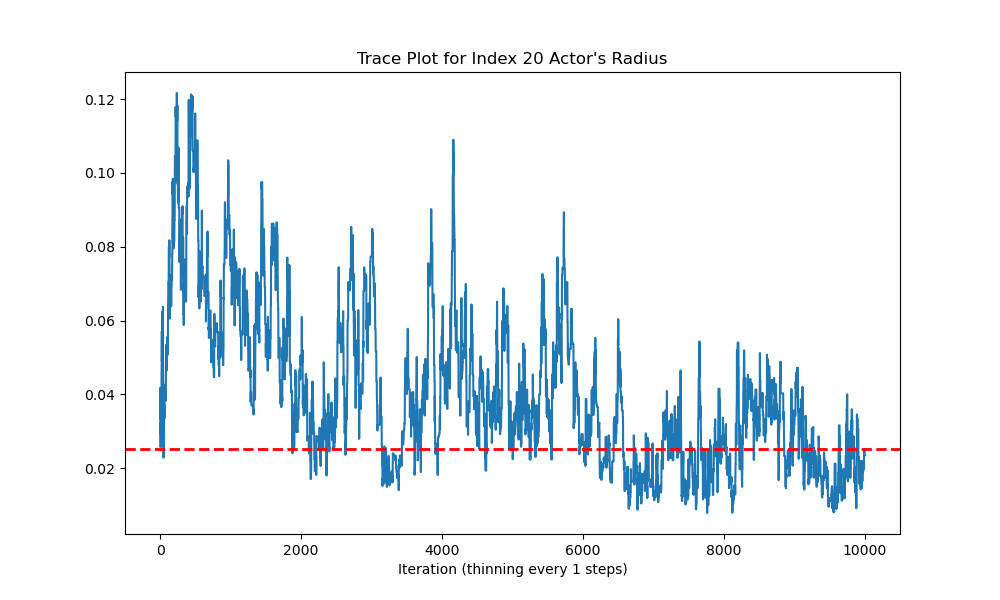 Trace Plot for Index 20 Actor's Radius
0.12
0.10
0.08
0.06
0.04
0.02
0 2000 4000 6000 8000 10000
Iteration (thinning every 1 steps)